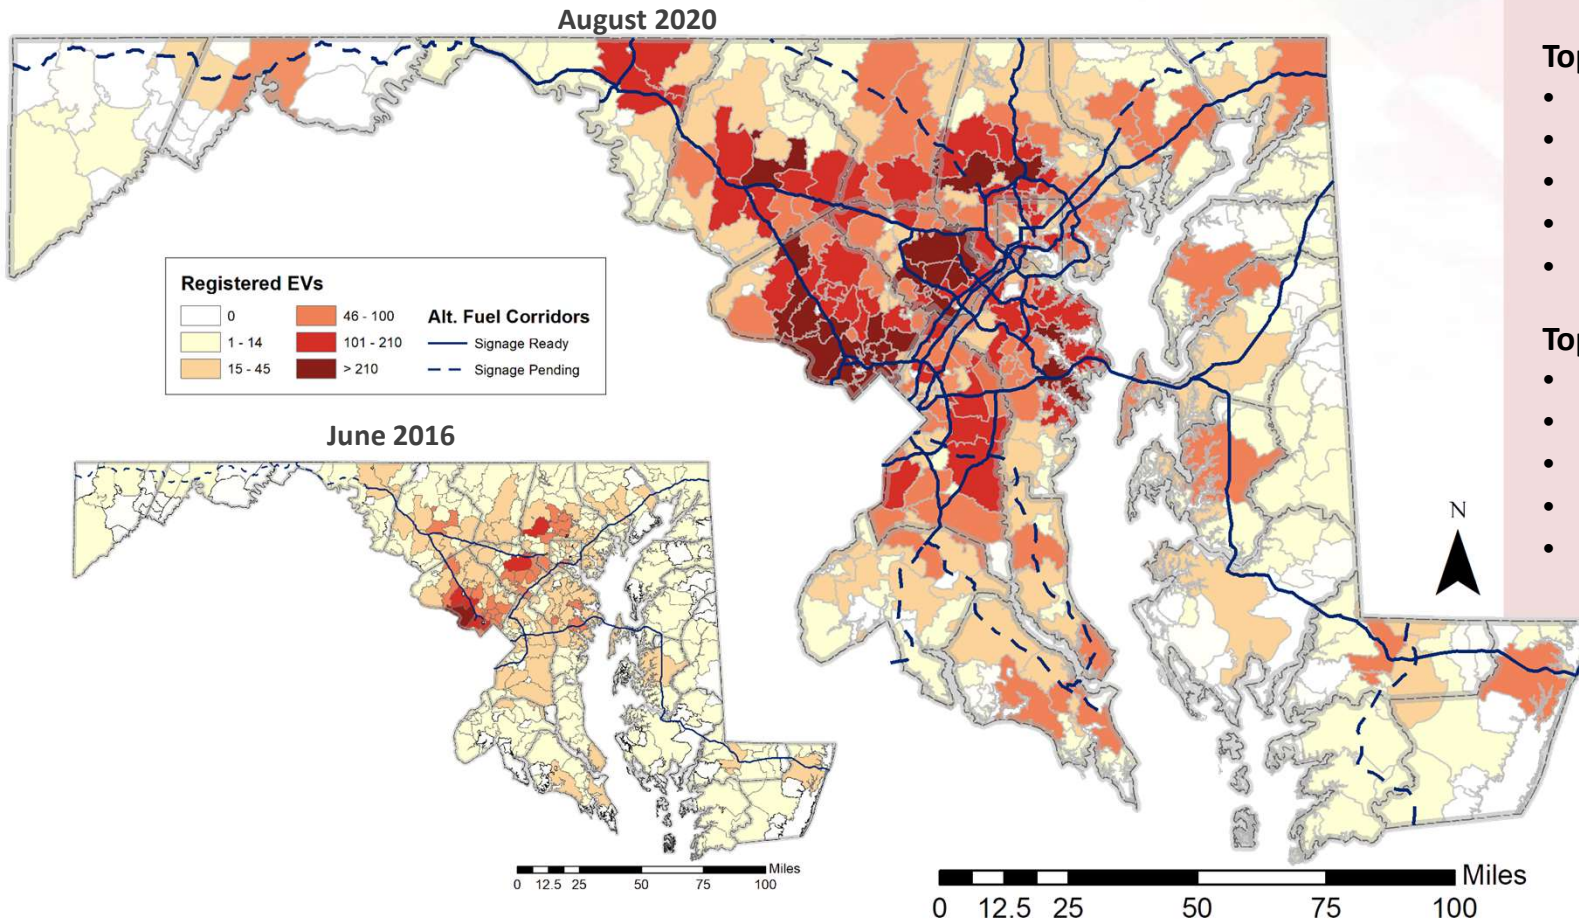 August 2020
Top
•
•
•
•
•
Registered EVs
0
1 - 14
15 - 45
46 - 100
101 - 210
> 210
Alt. Fuel Corridors
Signage Ready
Signage Pending
Top
•
•
•
•
•
June 2016
N
Miles
0 12.5 25 50 75 100
Miles
0 12.5 25 50 75 100